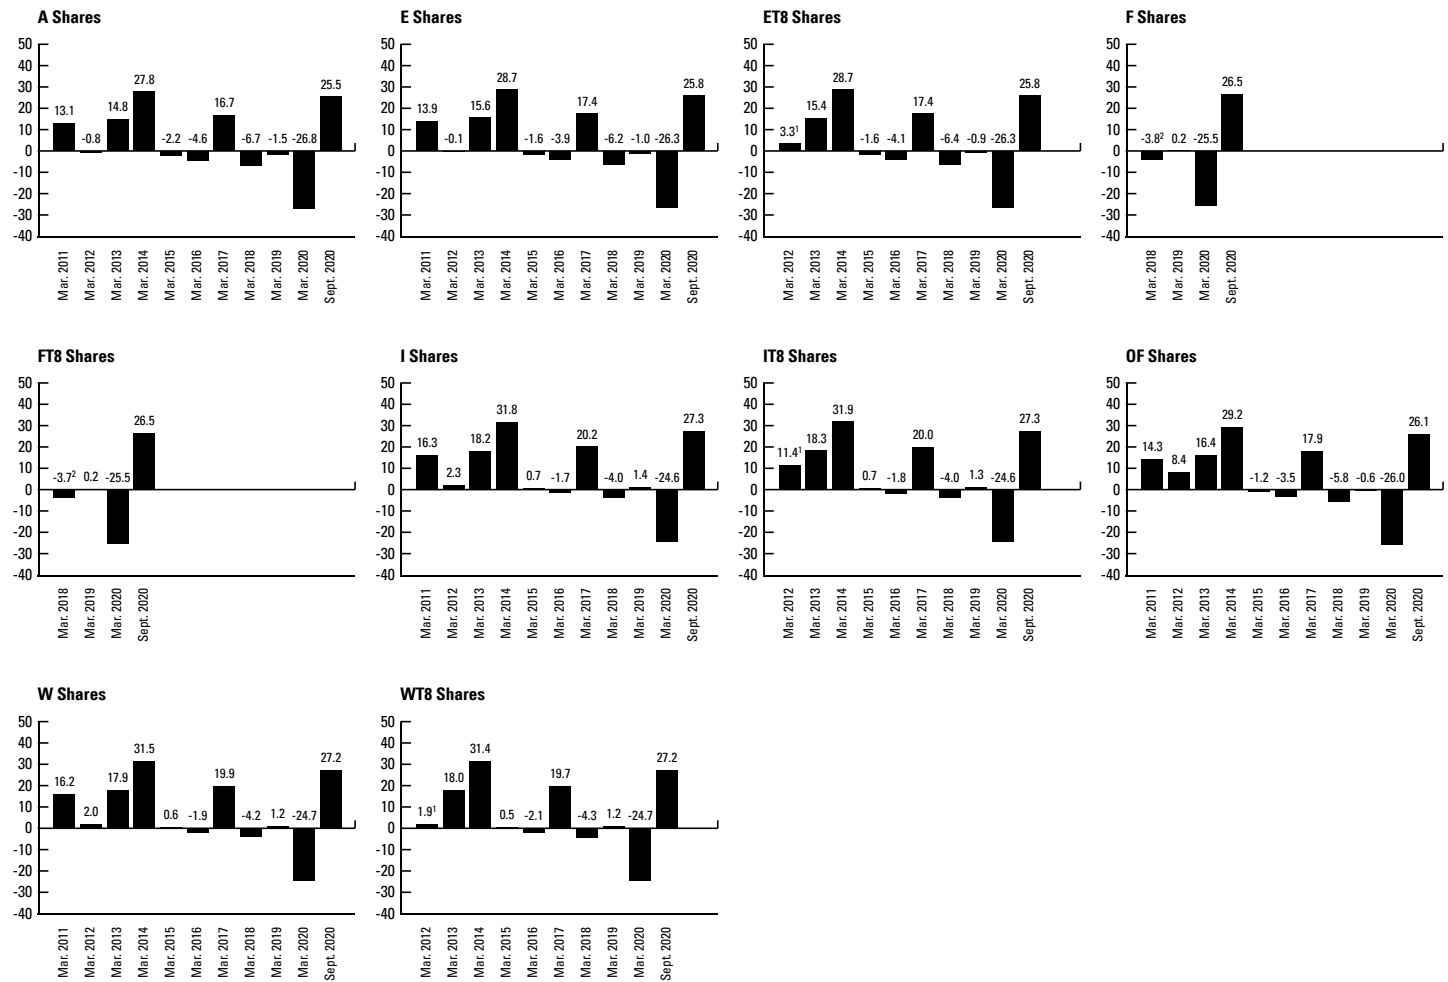 A Shares
50
40
30
20
10
0
-10
-20
-30
-40
13.1
-0.8
14.8
27.8
-2.2
-4.6
16.7
-6.7
-1.5
-26.8
25.5
Mar. 2011
Mar. 2012
Mar. 2013
Mar. 2014
Mar. 2015
Mar. 2016
Mar. 2017
Mar. 2018
Mar. 2019
Mar. 2020
Sept. 2020
E Shares
50
40
30
20
10
0
-10
-20
-30
-40
13.9
-0.1
15.6
28.7
-1.6
-3.9
17.4
-6.2
-1.0
-26.3
25.8
Mar. 2011
Mar. 2012
Mar. 2013
Mar. 2014
Mar. 2015
Mar. 2016
Mar. 2017
Mar. 2018
Mar. 2019
Mar. 2020
Sept. 2020
ET8 Shares
50
40
30
20
10
0
-10
-20
-30
-40
3.3¹
15.4
28.7
-1.6
-4.1
17.4
-6.4
-0.9
-26.3
25.8
Mar. 2012
Mar. 2013
Mar. 2014
Mar. 2015
Mar. 2016
Mar. 2017
Mar. 2018
Mar. 2019
Mar. 2020
Sept. 2020
F Shares
50
40
30
20
10
0
-10
-20
-30
-40
-3.8²
0.2
-25.5
26.5
Mar. 2018
Mar. 2019
Mar. 2020
Sept. 2020
FT8 Shares
50
40
30
20
10
0
-10
-20
-30
-40
-3.7²
0.2
-25.5
26.5
Mar. 2018
Mar. 2019
Mar. 2020
Sept. 2020
I Shares
50
40
30
20
10
0
-10
-20
-30
-40
16.3
2.3
18.2
31.8
0.7
-1.7
20.2
-4.0
1.4
-24.6
27.3
Mar. 2011
Mar. 2012
Mar. 2013
Mar. 2014
Mar. 2015
Mar. 2016
Mar. 2017
Mar. 2018
Mar. 2019
Mar. 2020
Sept. 2020
IT8 Shares
50
40
30
20
10
0
-10
-20
-30
-40
11.4¹
18.3
31.9
0.7
-1.8
20.0
-4.0
1.3
-24.6
27.3
Mar. 2012
Mar. 2013
Mar. 2014
Mar. 2015
Mar. 2016
Mar. 2017
Mar. 2018
Mar. 2019
Mar. 2020
Sept. 2020
OF Shares
50
40
30
20
10
0
-10
-20
-30
-40
14.3
8.4
16.4
29.2
-1.2
-3.5
17.9
-5.8
-0.6
-26.0
26.1
Mar. 2011
Mar. 2012
Mar. 2013
Mar. 2014
Mar. 2015
Mar. 2016
Mar. 2017
Mar. 2018
Mar. 2019
Mar. 2020
Sept. 2020
W Shares
50
40
30
20
10
0
-10
-20
-30
-40
16.2
2.0
17.9
31.5
0.6
-1.9
19.9
-4.2
1.2
-24.7
27.2
Mar. 2011
Mar. 2012
Mar. 2013
Mar. 2014
Mar. 2015
Mar. 2016
Mar. 2017
Mar. 2018
Mar. 2019
Mar. 2020
Sept. 2020
WT8 Shares
50
40
30
20
10
0
-10
-20
-30
-40
1.9¹
18.0
31.4
0.5
-2.1
19.7
-4.3
1.2
-24.7
27.2
Mar. 2012
Mar. 2013
Mar. 2014
Mar. 2015
Mar. 2016
Mar. 2017
Mar. 2018
Mar. 2019
Mar. 2020
Sept. 2020